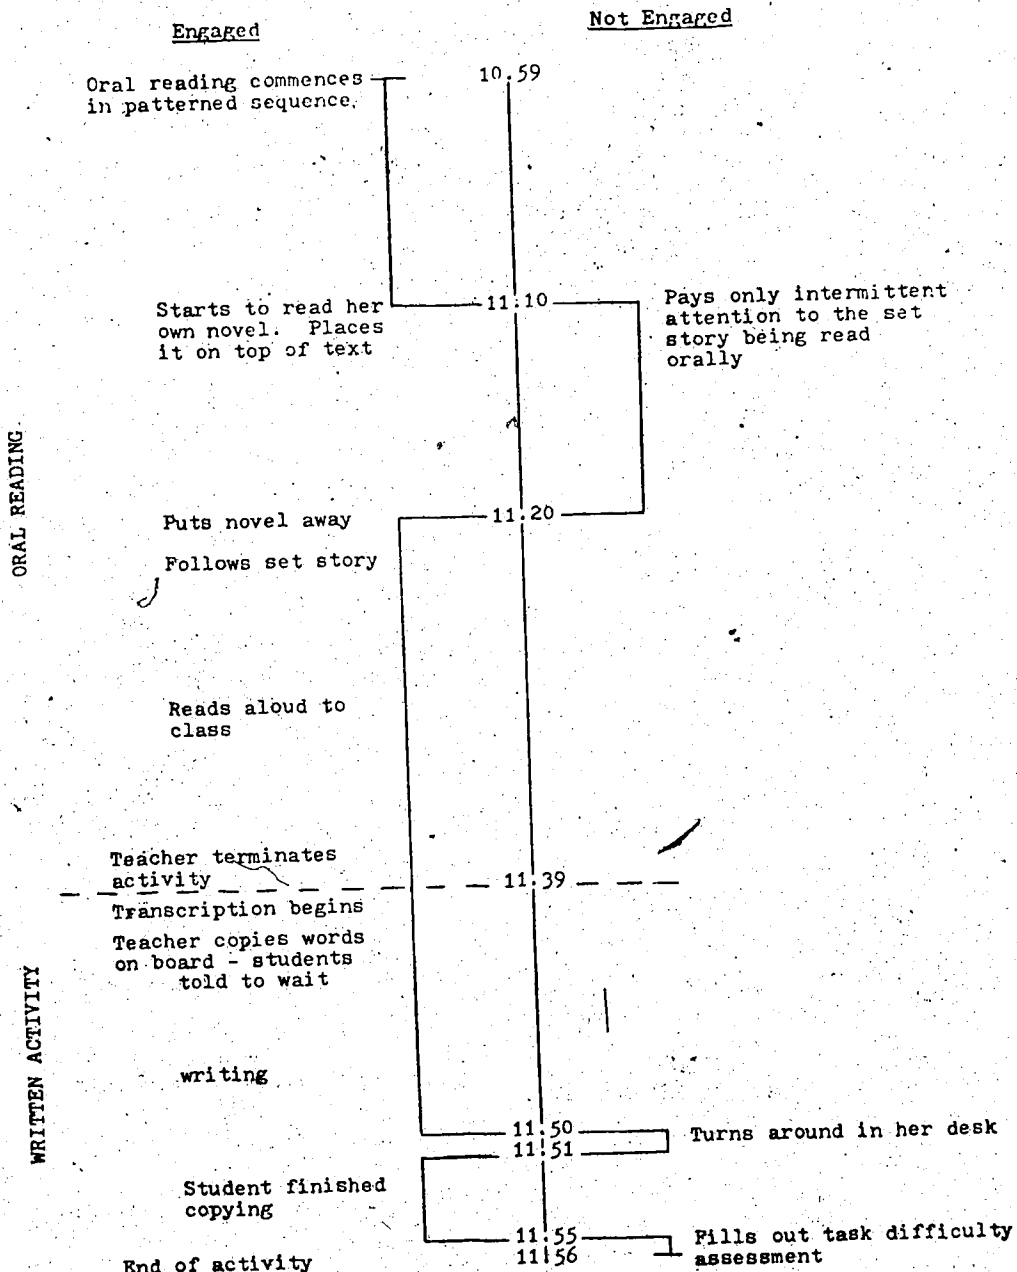 Engaged
Not Engaged
Oral reading commences
in patterned sequence.
10.59
Starts to read her
own novel. Places
it on top of text
11.10
Pays only intermittent
attention to the set
story being read
orally
ORAL READING
Puts novel away
11.20
Follows set story
Reads aloud to
class
Teacher terminates
activity
11.39
Transcription begins
Teacher copies words
on board - students
told to wait
WRITTEN ACTIVITY
writing
11.50
Turns around in her desk
11.51
Student finished
copying
11.55
Fills out task difficulty
assessment
11.56
End of activity